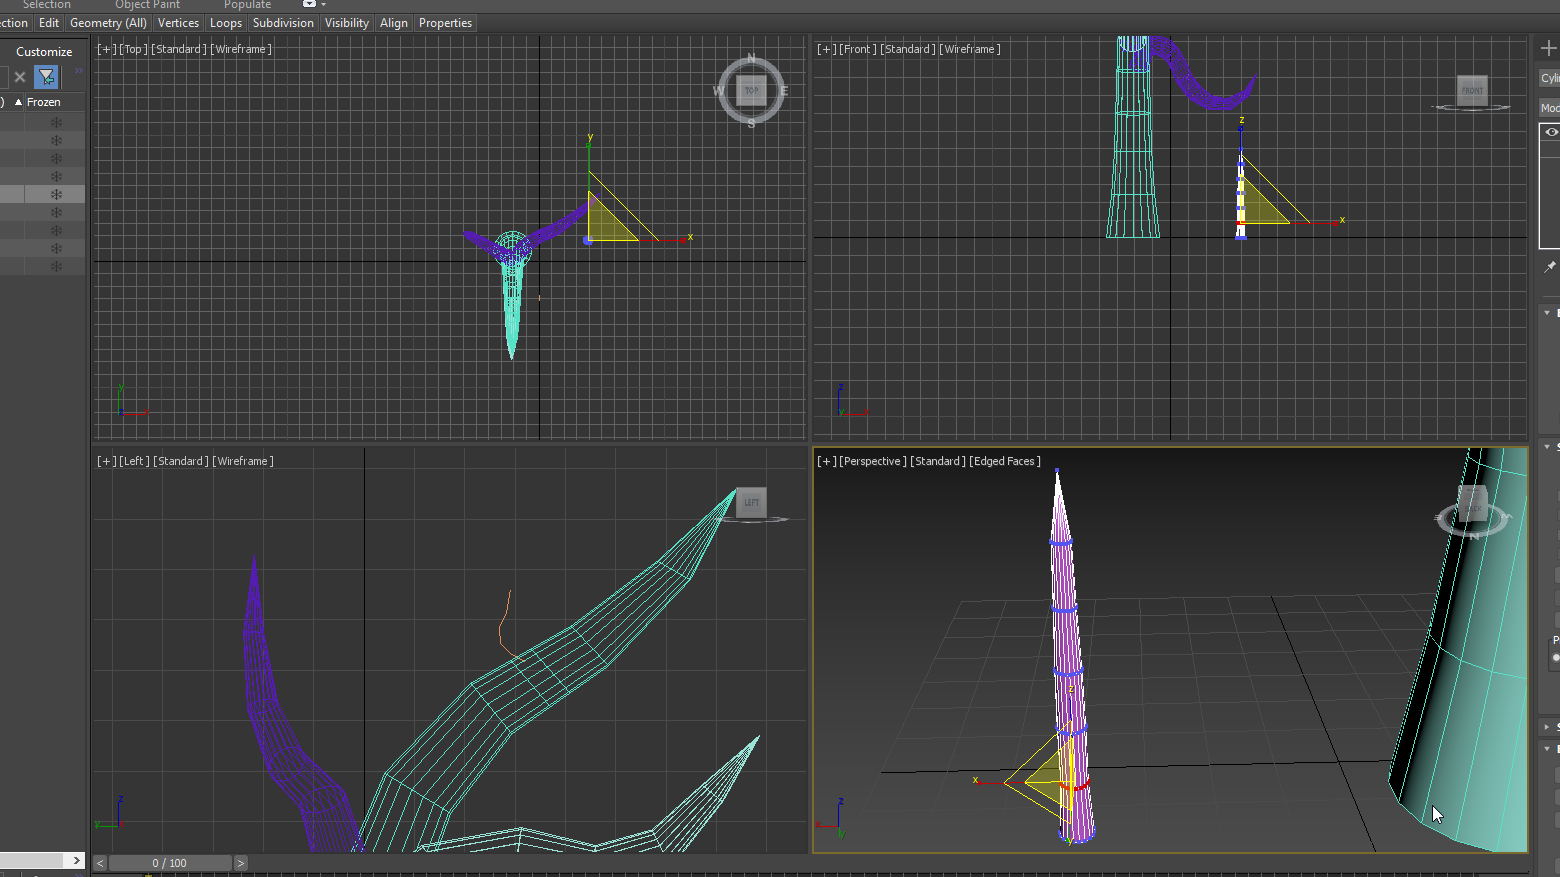 Selection Object Paint Populate
ction Edit Geometry (All) Vertices Loops Subdivision Visibility Align Properties
Customize
) ▲ Frozen
[+] [Top] [Standard] [Wireframe]
N
W TOP E
S
y
x
y
z x
[+] [Front] [Standard] [Wireframe]
FRONT
z
x
z
y x
Cylin
Mod
[+] [Left] [Standard] [Wireframe]
LEFT
z
y
[+] [Perspective] [Standard] [Edged Faces]
N
z
x
y
z
x
y
P
< 0 / 100 >